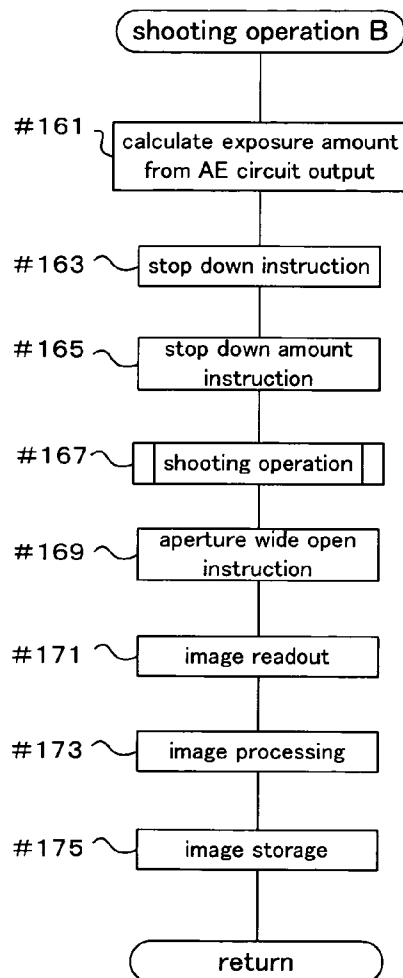 shooting operation B
#161
calculate exposure amount
from AE circuit output
#163
stop down instruction
#165
stop down amount
instruction
#167
shooting operation
#169
aperture wide open
instruction
#171
image readout
#173
image processing
#175
image storage
return